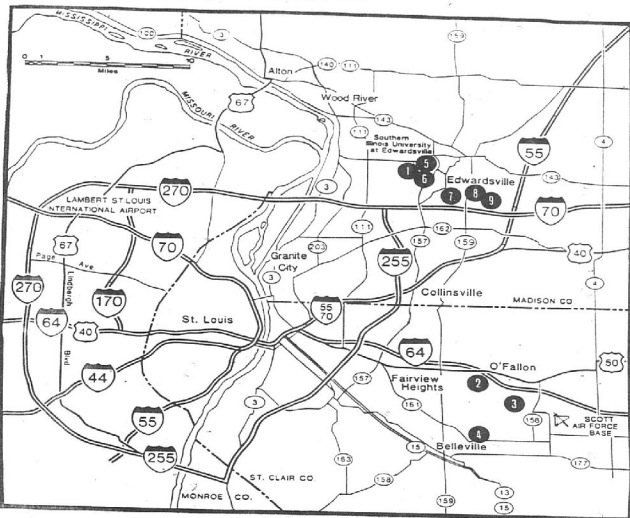 MISSISSIPPI
RIVER
100
3
159
0 1 5 10
Miles
Alton
140
111
4
67
Wood River
MISSOURI
RIVER
143
111
Southern
Illinois University
at Edwardsville
55
5
1
6
Edwardsville
143
270
3
7
8
9
LAMBERT ST LOUIS
INTERNATIONAL AIRPORT
70
162
67
70
203
111
157
159
40
Page Ave
Granite
City
255
270
3
4
170
Collinsville
MADISON CO
Lindbergh
Blvd
64
40
St. Louis
55
70
64
O'Fallon
50
44
Fairview
Heights
2
157
3
3
161
158
SCOTT
AIR FORCE
BASE
55
4
15
Belleville
255
163
177
ST. CLAIR CO
158
MONROE CO.
159
13
15